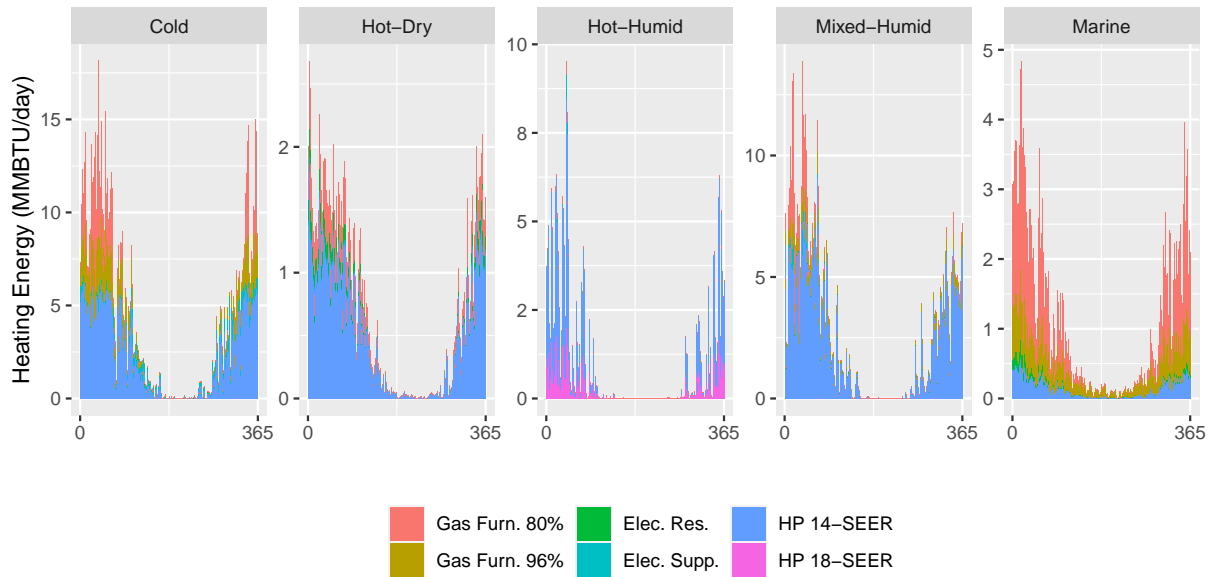 Cold Hot−Dry Hot−Humid Mixed−Humid Marine
Heating Energy (MMBTU/day)
0 5 10 15
0 1 2
0 2 5 8 10
0 5 10
0 1 2 3 4 5
0 365 0 365 0 365 0 365 0 365
Gas Furn. 80% Elec. Res. HP 14−SEER
Gas Furn. 96% Elec. Supp. HP 18−SEER